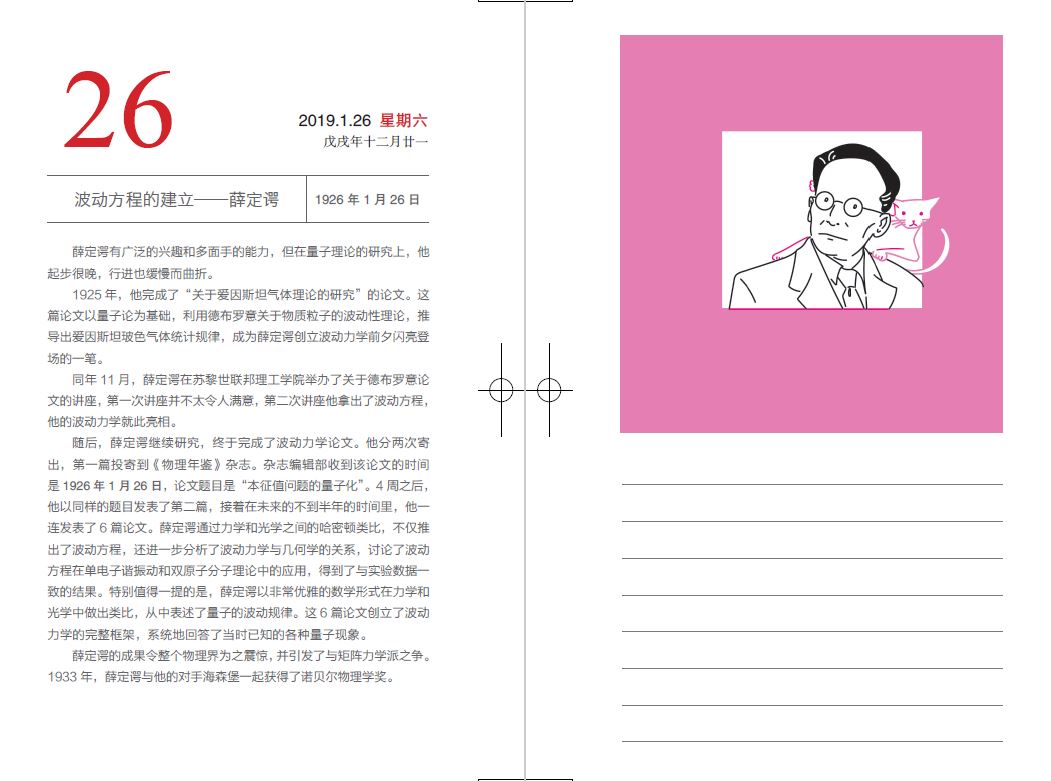 26
2019.1.26 星期六
戊戌年十二月廿一
波动方程的建立——薛定谔
1926 年 1 月 26 日
薛定谔有广泛的兴趣和多面手的能力，但在量子理论的研究上，他
起步很晚，行进也缓慢而曲折。
1925 年，他完成了“关于爱因斯坦气体理论的研究”的论文。这
篇论文以量子论为基础，利用德布罗意关于物质粒子的波动性理论，推
导出爱因斯坦玻色气体统计规律，成为薛定谔创立波动力学前夕闪亮登
场的一笔。
同年 11 月，薛定谔在苏黎世联邦理工学院举办了关于德布罗意论
文的讲座，第一次讲座并不太令人满意，第二次讲座他拿出了波动方程，
他的波动力学就此亮相。
随后，薛定谔继续研究，终于完成了波动力学论文。他分两次寄
出，第一篇投寄到《物理年鉴》杂志。杂志编辑部收到该论文的时间
是 1926 年 1 月 26 日，论文题目是“本征值问题的量子化”。4 周之后，
他以同样的题目发表了第二篇，接着在未来的不到半年的时间里，他一
连发表了 6 篇论文。薛定谔通过力学和光学之间的哈密顿类比，不仅推
出了波动方程，还进一步分析了波动力学与几何学的关系，讨论了波动
方程在单电子谐振动和双原子分子理论中的应用，得到了与实验数据一
致的结果。特别值得一提的是，薛定谔以非常优雅的数学形式在力学和
光学中做出类比，从中表述了量子的波动规律。这 6 篇论文创立了波动
力学的完整框架，系统地回答了当时已知的各种量子现象。
薛定谔的成果令整个物理界为之震惊，并引发了与矩阵力学派之争。
1933 年，薛定谔与他的对手海森堡一起获得了诺贝尔物理学奖。